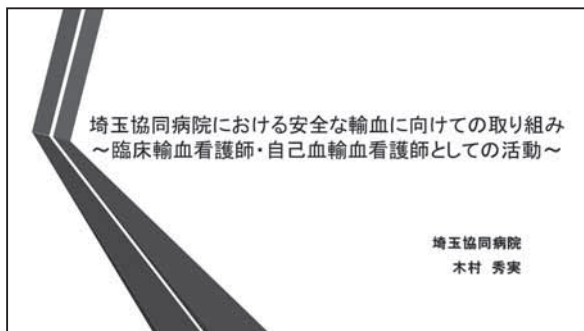 埼玉協同病院における安全な輸血に向けての取り組み
～臨床輸血看護師・自己血輸血看護師としての活動～
埼玉協同病院
木村 秀実